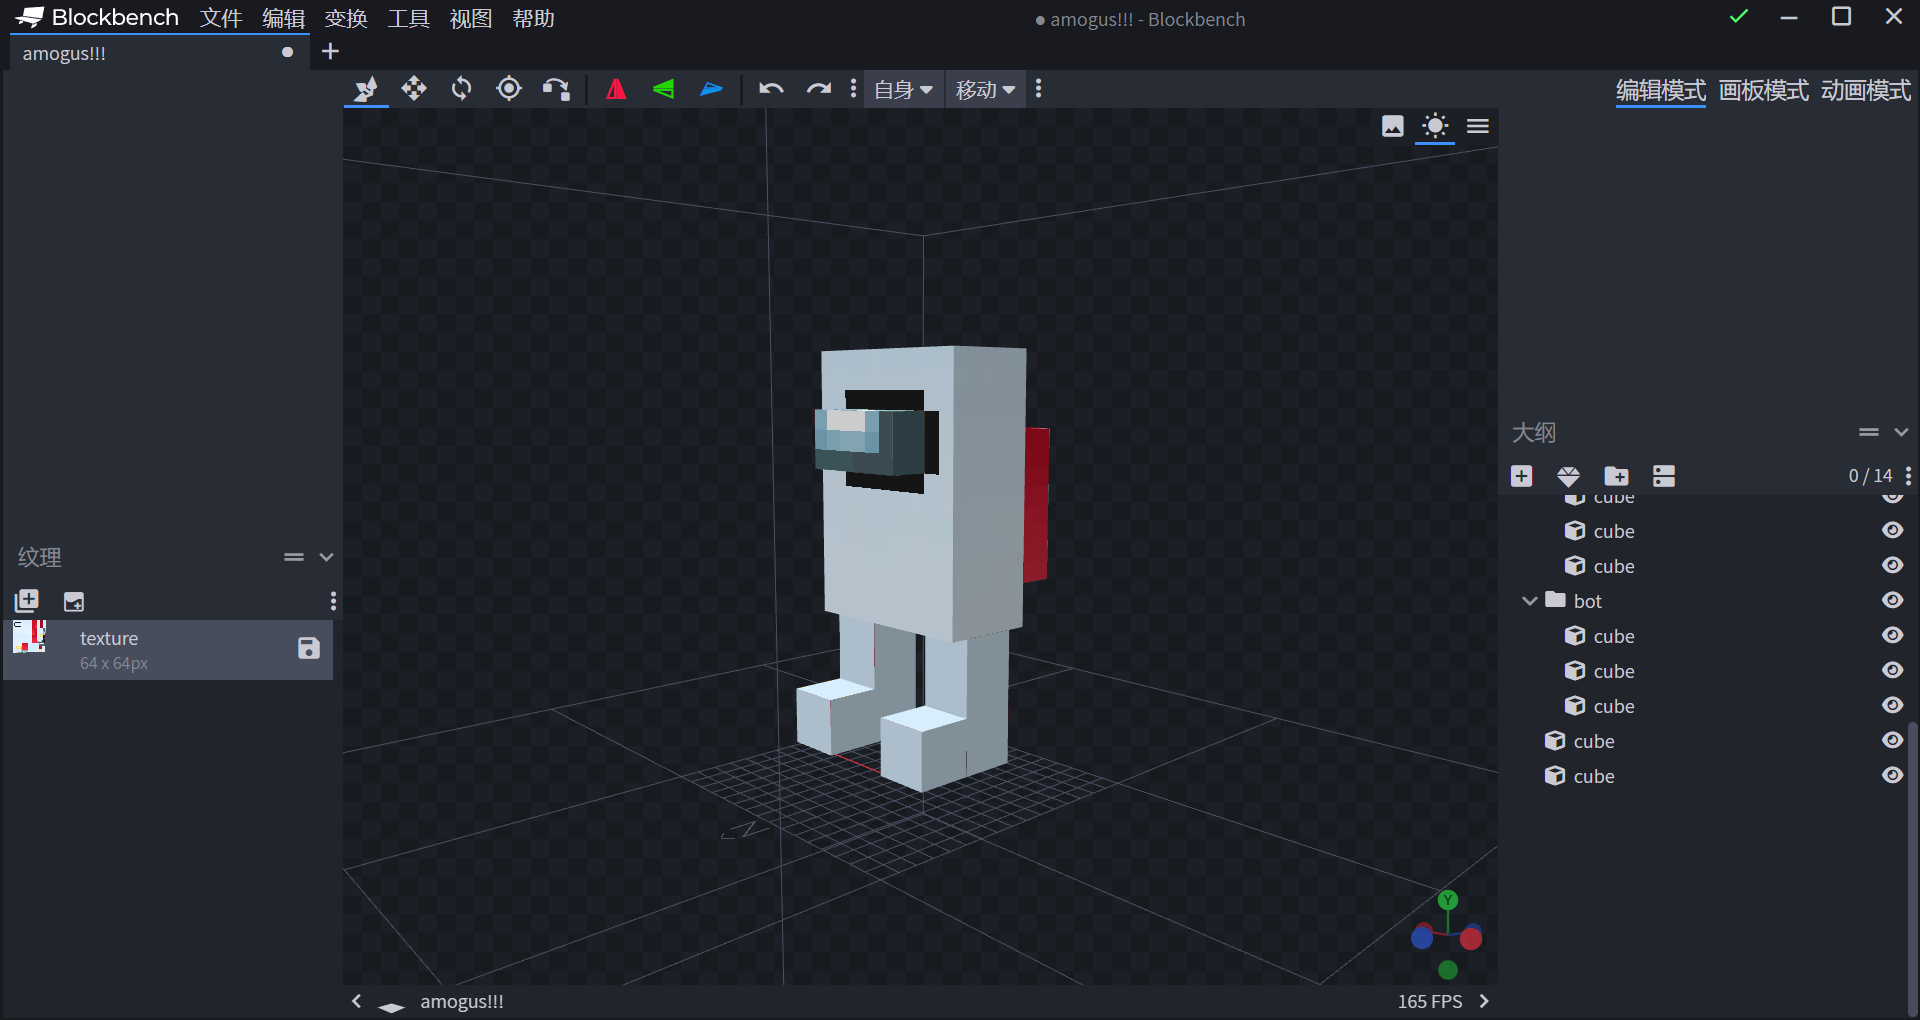 Blockbench 文件 编辑 变换 工具 视图 帮助
● amogus!!! - Blockbench
amogus!!!
自身 移动
编辑模式 画板模式 动画模式
大纲
0 / 14
cube
cube
cube
bot
cube
cube
cube
cube
cube
纹理
texture
64 x 64px
Y
amogus!!!
165 FPS